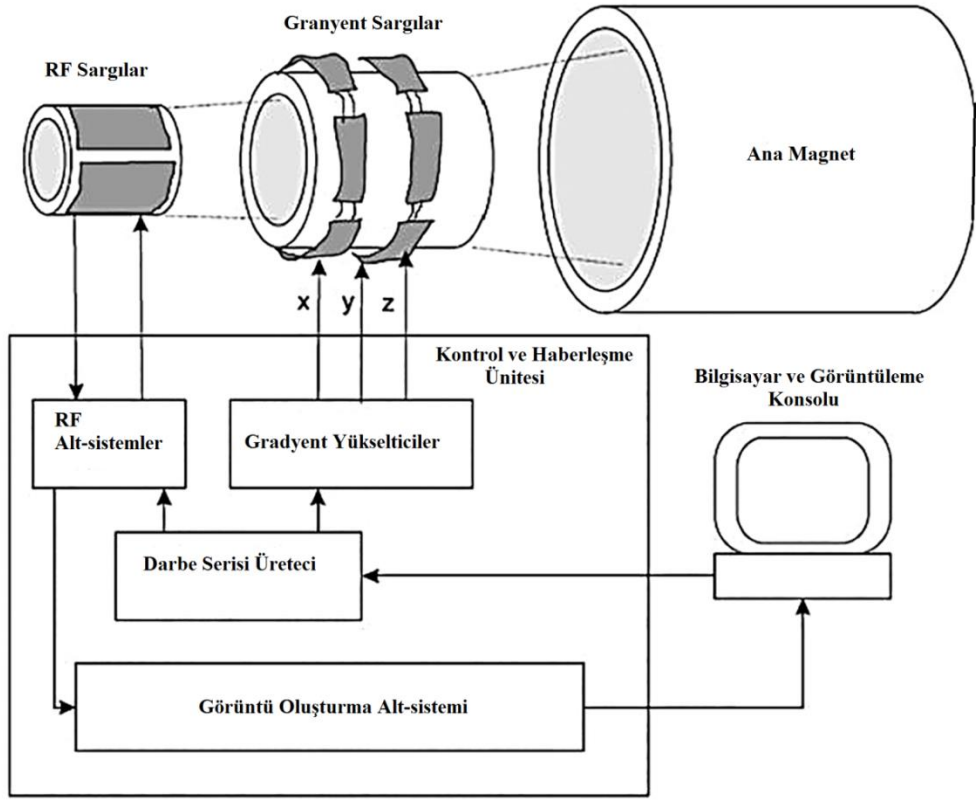 Granyent Sargılar
RF Sargılar
Ana Magnet
x y z
Kontrol ve Haberleşme
Ünitesi
Bilgisayar ve Görüntüleme
Konsolu
RF
Alt-sistemler
Gradyent Yükselticiler
Darbe Serisi Üreteci
Görüntü Oluşturma Alt-sistemi